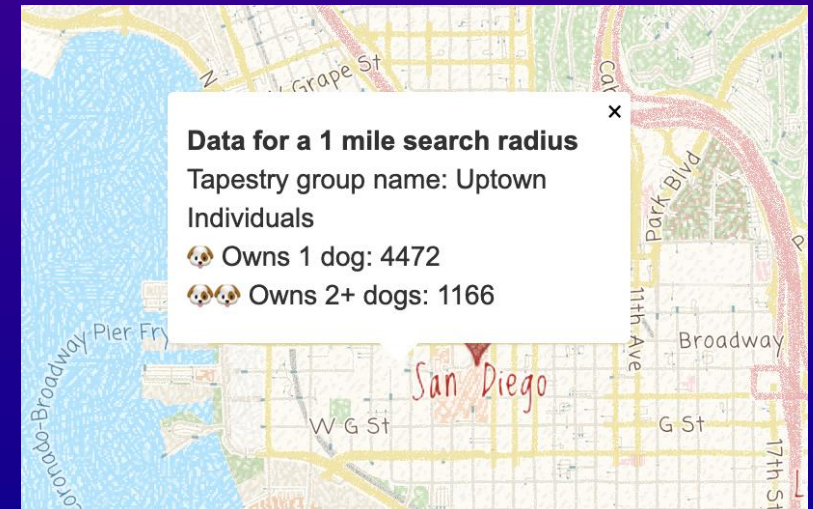 Grape St
×
Data for a 1 mile search radius
Tapestry group name: Uptown
Individuals
🐶 Owns 1 dog: 4472
🐶🐶 Owns 2+ dogs: 1166
Park Blvd
11th Ave
Broadway
Coronado-Broadway Pier Fry
San Diego
W G St
G St
17th St